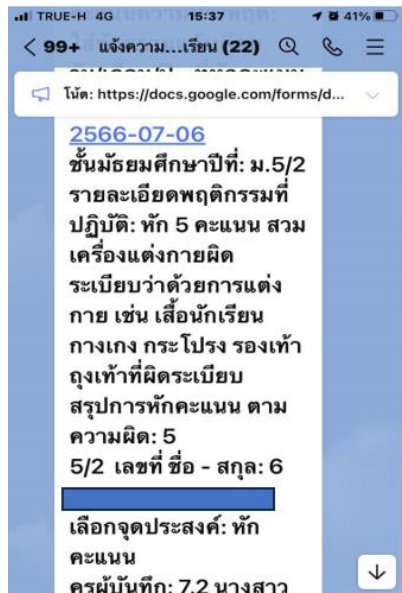 TRUE-H 4G 15:37 41%
99+ แจ้งความ...เรียน (22)
โน้ต: https://docs.google.com/forms/d...
2566-07-06
ชั้นมัธยมศึกษาปีที่: ม.5/2
รายละเอียดพฤติกรรมที่
ปฏิบัติ: หัก 5 คะแนน สวม
เครื่องแต่งกายผิด
ระเบียบว่าด้วยการแต่ง
กาย เช่น เสื้อนักเรียน
กางเกง กระโปรง รองเท้า
ถุงเท้าที่ผิดระเบียบ
สรุปการหักคะแนน ตาม
ความผิด: 5
5/2 เลขที่ ชื่อ - สกุล: 6
เลือกจุดประสงค์: หัก
คะแนน
ครูผู้บันทึก: 7.2 นางสาว